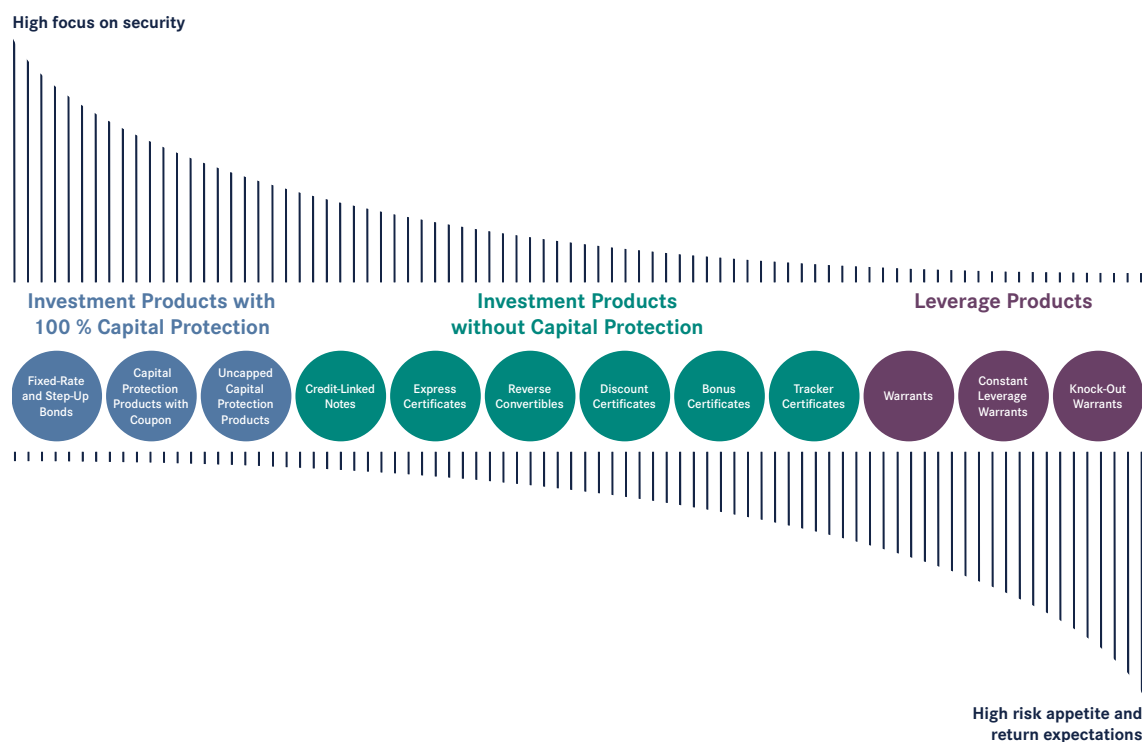 High focus on security
Investment Products with
100 % Capital Protection
Investment Products
without Capital Protection
Leverage Products
Fixed-Rate
and Step-Up
Bonds
Capital
Protection
Products with
Coupon
Uncapped
Capital
Protection
Products
Credit-Linked
Notes
Express
Certificates
Reverse
Convertibles
Discount
Certificates
Bonus
Certificates
Tracker
Certificates
Warrants
Constant
Leverage
Warrants
Knock-Out
Warrants
High risk appetite and
return expectations